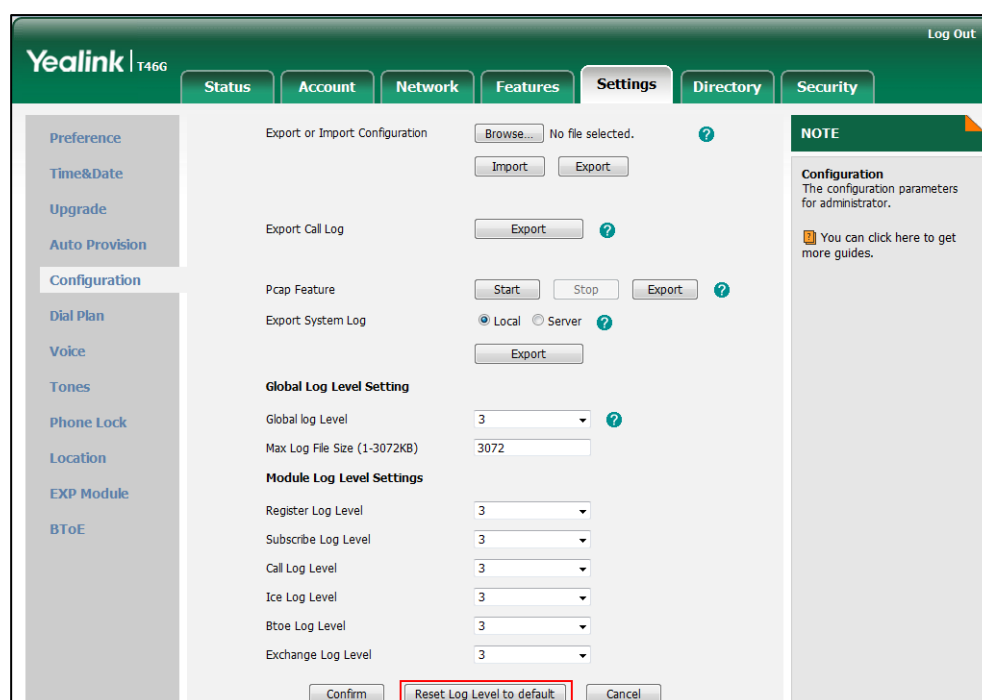 Log Out
Yealink | T46G
Status Account Network Features Settings Directory Security
Preference
Time&Date
Upgrade
Auto Provision
Configuration
Dial Plan
Voice
Tones
Phone Lock
Location
EXP Module
BToE
Export or Import Configuration Browse... No file selected. ?
Import Export
Export Call Log Export ?
Pcap Feature Start Stop Export ?
Export System Log Local Server ?
Export
Global Log Level Setting
Global log Level 3 ?
Max Log File Size (1-3072KB) 3072
Module Log Level Settings
Register Log Level 3
Subscribe Log Level 3
Call Log Level 3
Ice Log Level 3
Btoe Log Level 3
Exchange Log Level 3
Confirm Reset Log Level to default Cancel
NOTE
Configuration
The configuration parameters
for administrator.
? You can click here to get
more guides.